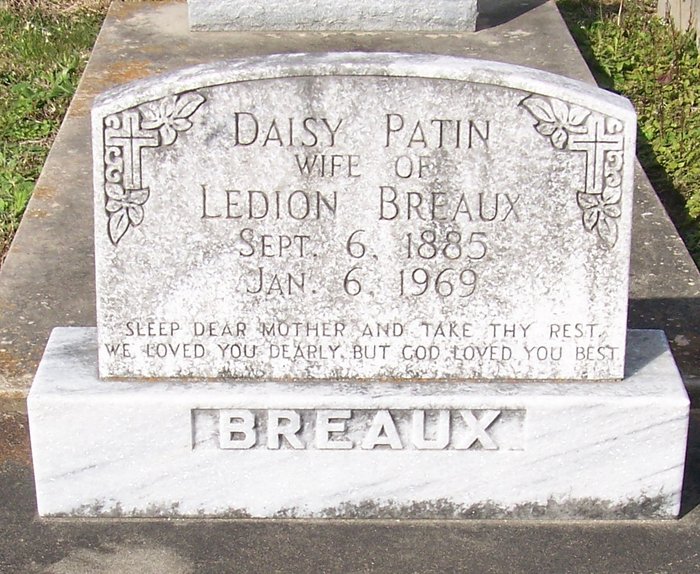 DAISY PATIN
WIFE OF
LEDION BREAUX
SEPT. 6, 1885
JAN. 6, 1969
SLEEP DEAR MOTHER AND TAKE THY REST.
WE LOVED YOU DEARLY, BUT GOD LOVED YOU BEST
BREAUX